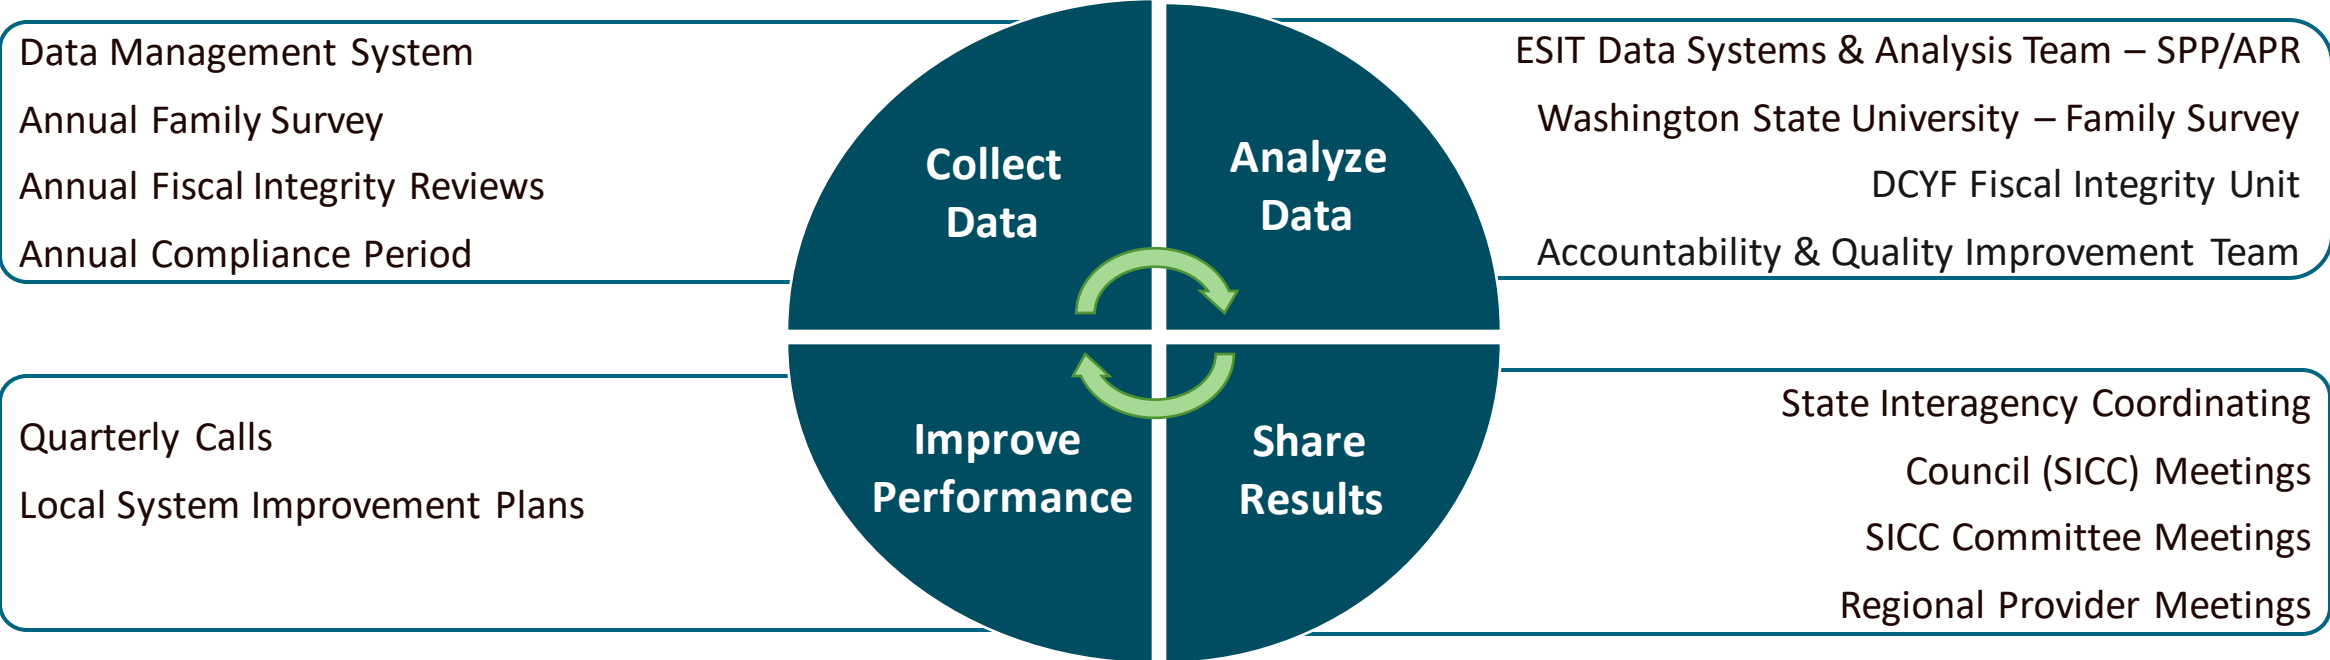 Data Management System
Annual Family Survey
Annual Fiscal Integrity Reviews
Annual Compliance Period
Collect
Data
Analyze
Data
ESIT Data Systems & Analysis Team – SPP/APR
Washington State University – Family Survey
DCYF Fiscal Integrity Unit
Accountability & Quality Improvement Team
Quarterly Calls
Local System Improvement Plans
Improve
Performance
Share
Results
State Interagency Coordinating
Council (SICC) Meetings
SICC Committee Meetings
Regional Provider Meetings